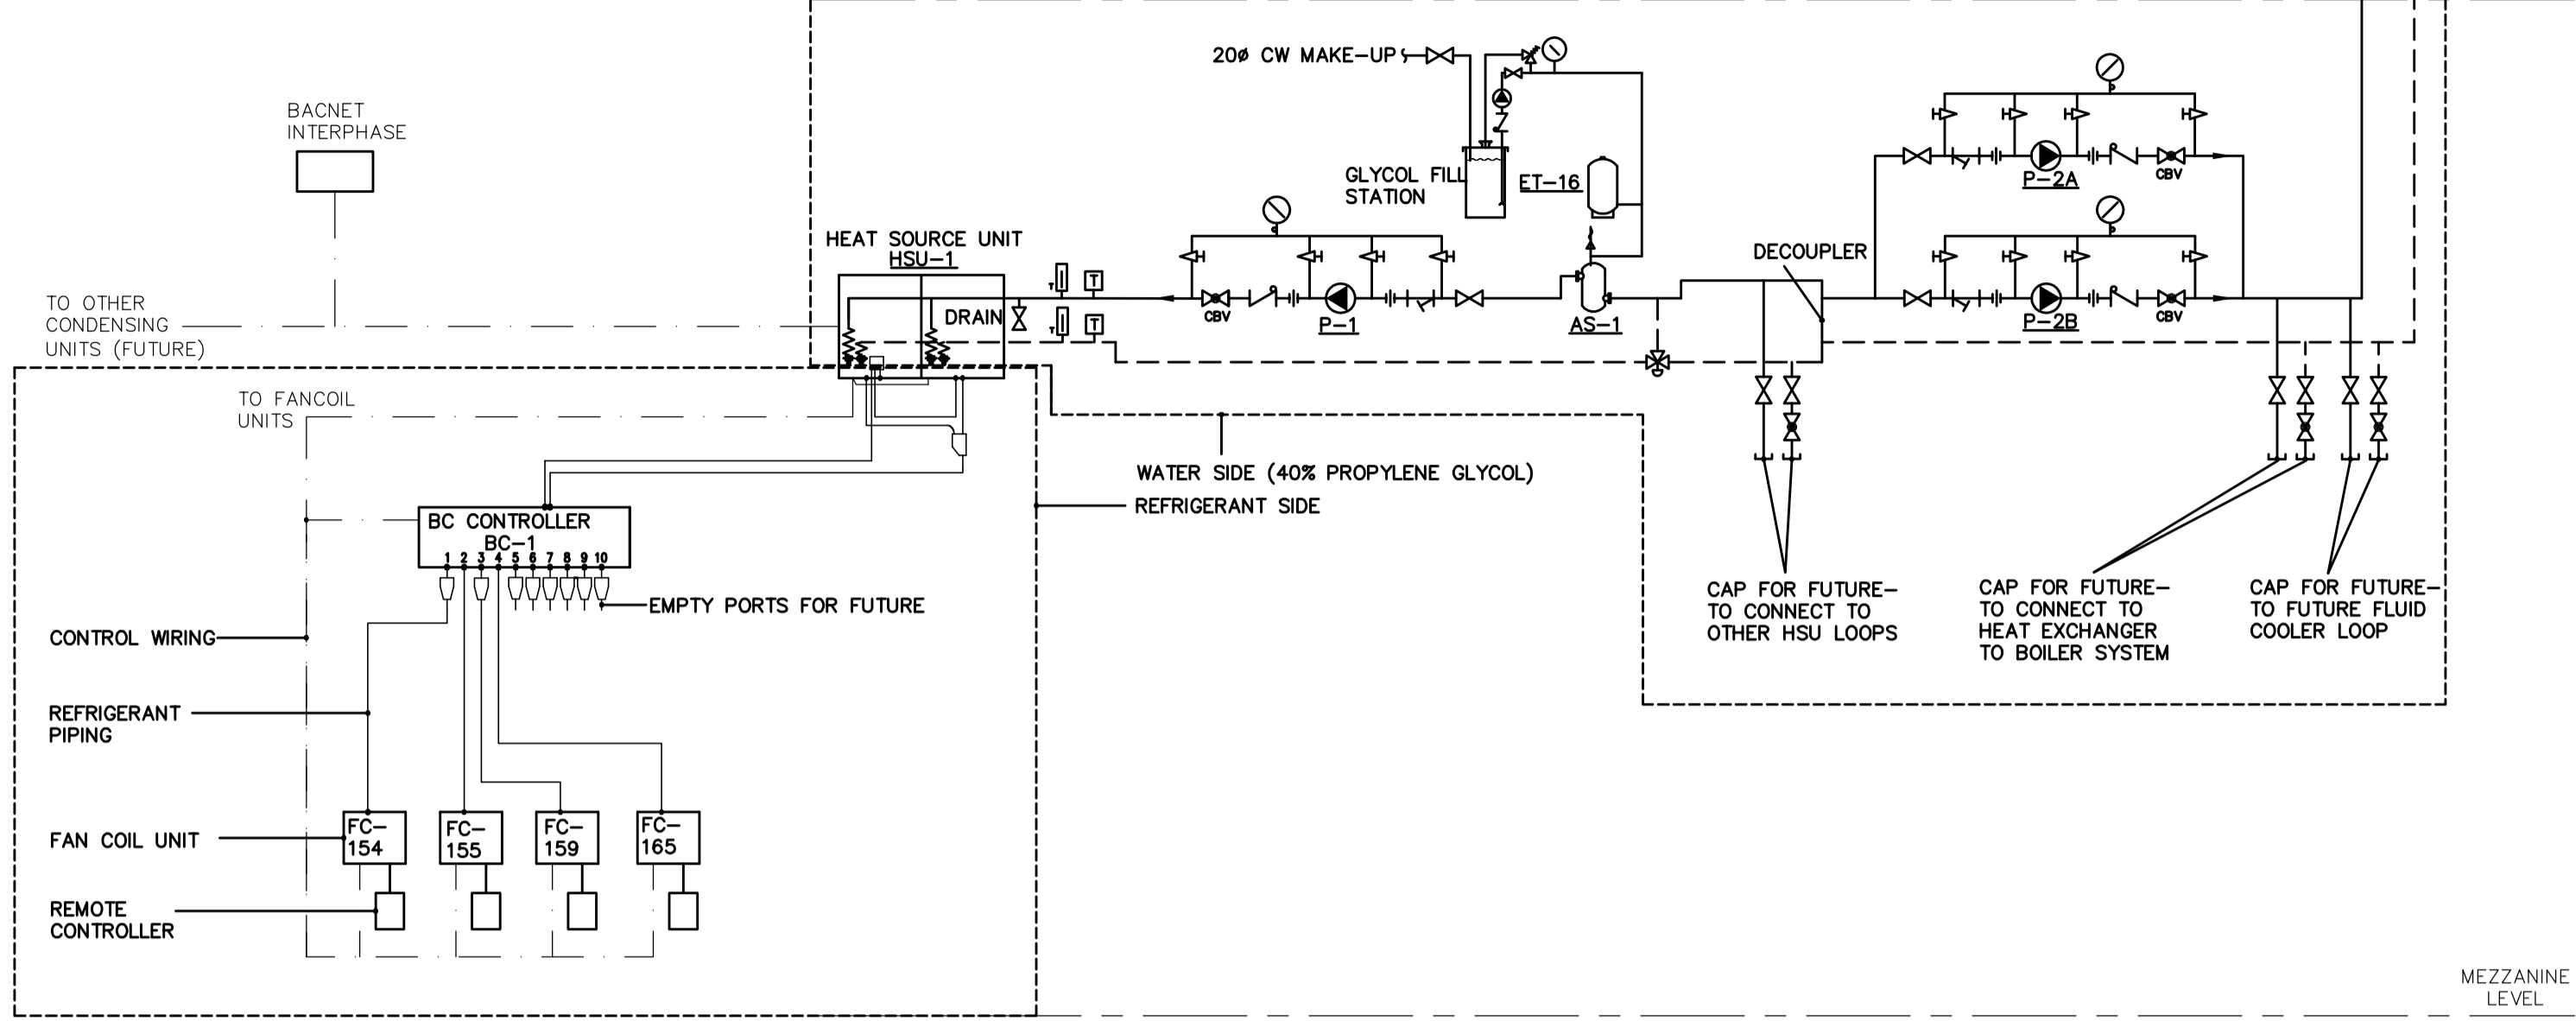 20ø CW MAKE-UP
BACNET
INTERPHASE
GLYCOL FILL
STATION
ET-16
P-2A
CBV
HEAT SOURCE UNIT
HSU-1
DECOUPLER
TO OTHER
CONDENSING
UNITS (FUTURE)
DRAIN
T
T
T
T
CBV
P-1
AS-1
P-2B
CBV
TO FANCOIL
UNITS
WATER SIDE (40% PROPYLENE GLYCOL)
REFRIGERANT SIDE
BC CONTROLLER
BC-1
1 2 3 4 5 6 7 8 9 10
EMPTY PORTS FOR FUTURE
CAP FOR FUTURE-
TO CONNECT TO
OTHER HSU LOOPS
CAP FOR FUTURE-
TO CONNECT TO
HEAT EXCHANGER
TO BOILER SYSTEM
CAP FOR FUTURE-
TO FUTURE FLUID
COOLER LOOP
CONTROL WIRING
REFRIGERANT
PIPING
FAN COIL UNIT
FC-
154
FC-
155
FC-
159
FC-
165
REMOTE
CONTROLLER
MEZZANINE
LEVEL